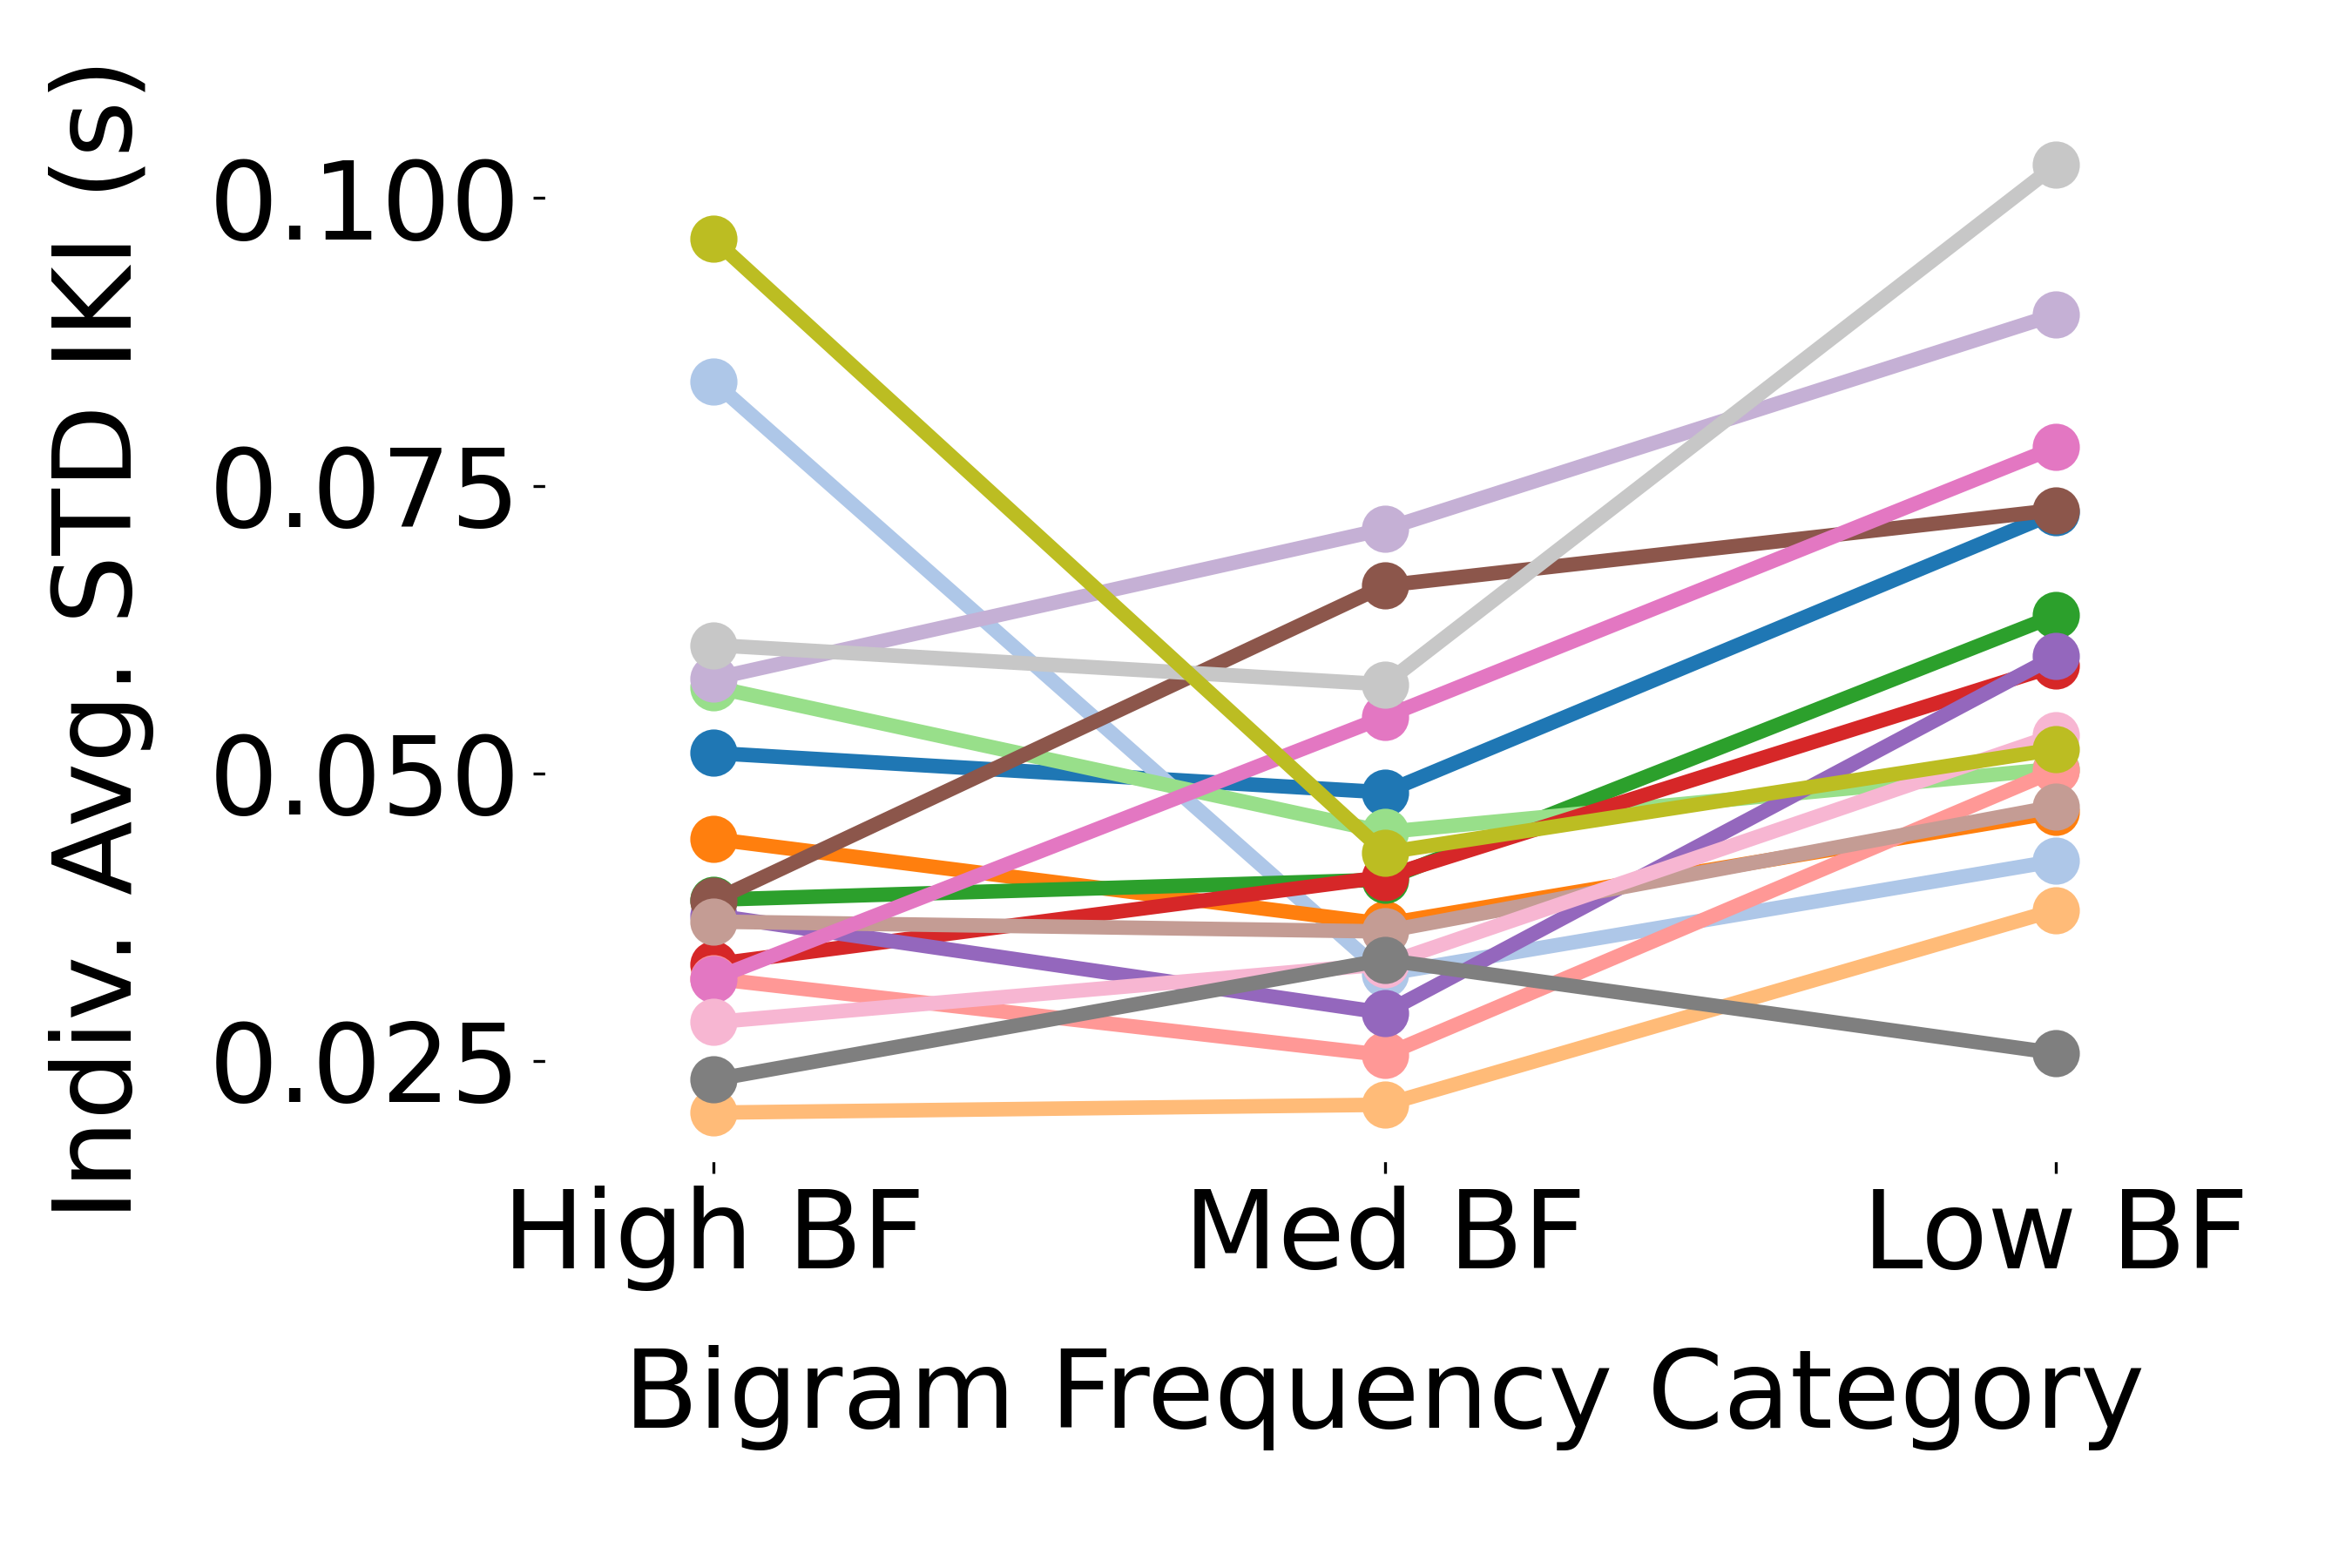 Indiv. Avg. STD IKI (s)
0.100
0.075
0.050
0.025
High BF
Med BF
Low BF
Bigram Frequency Category